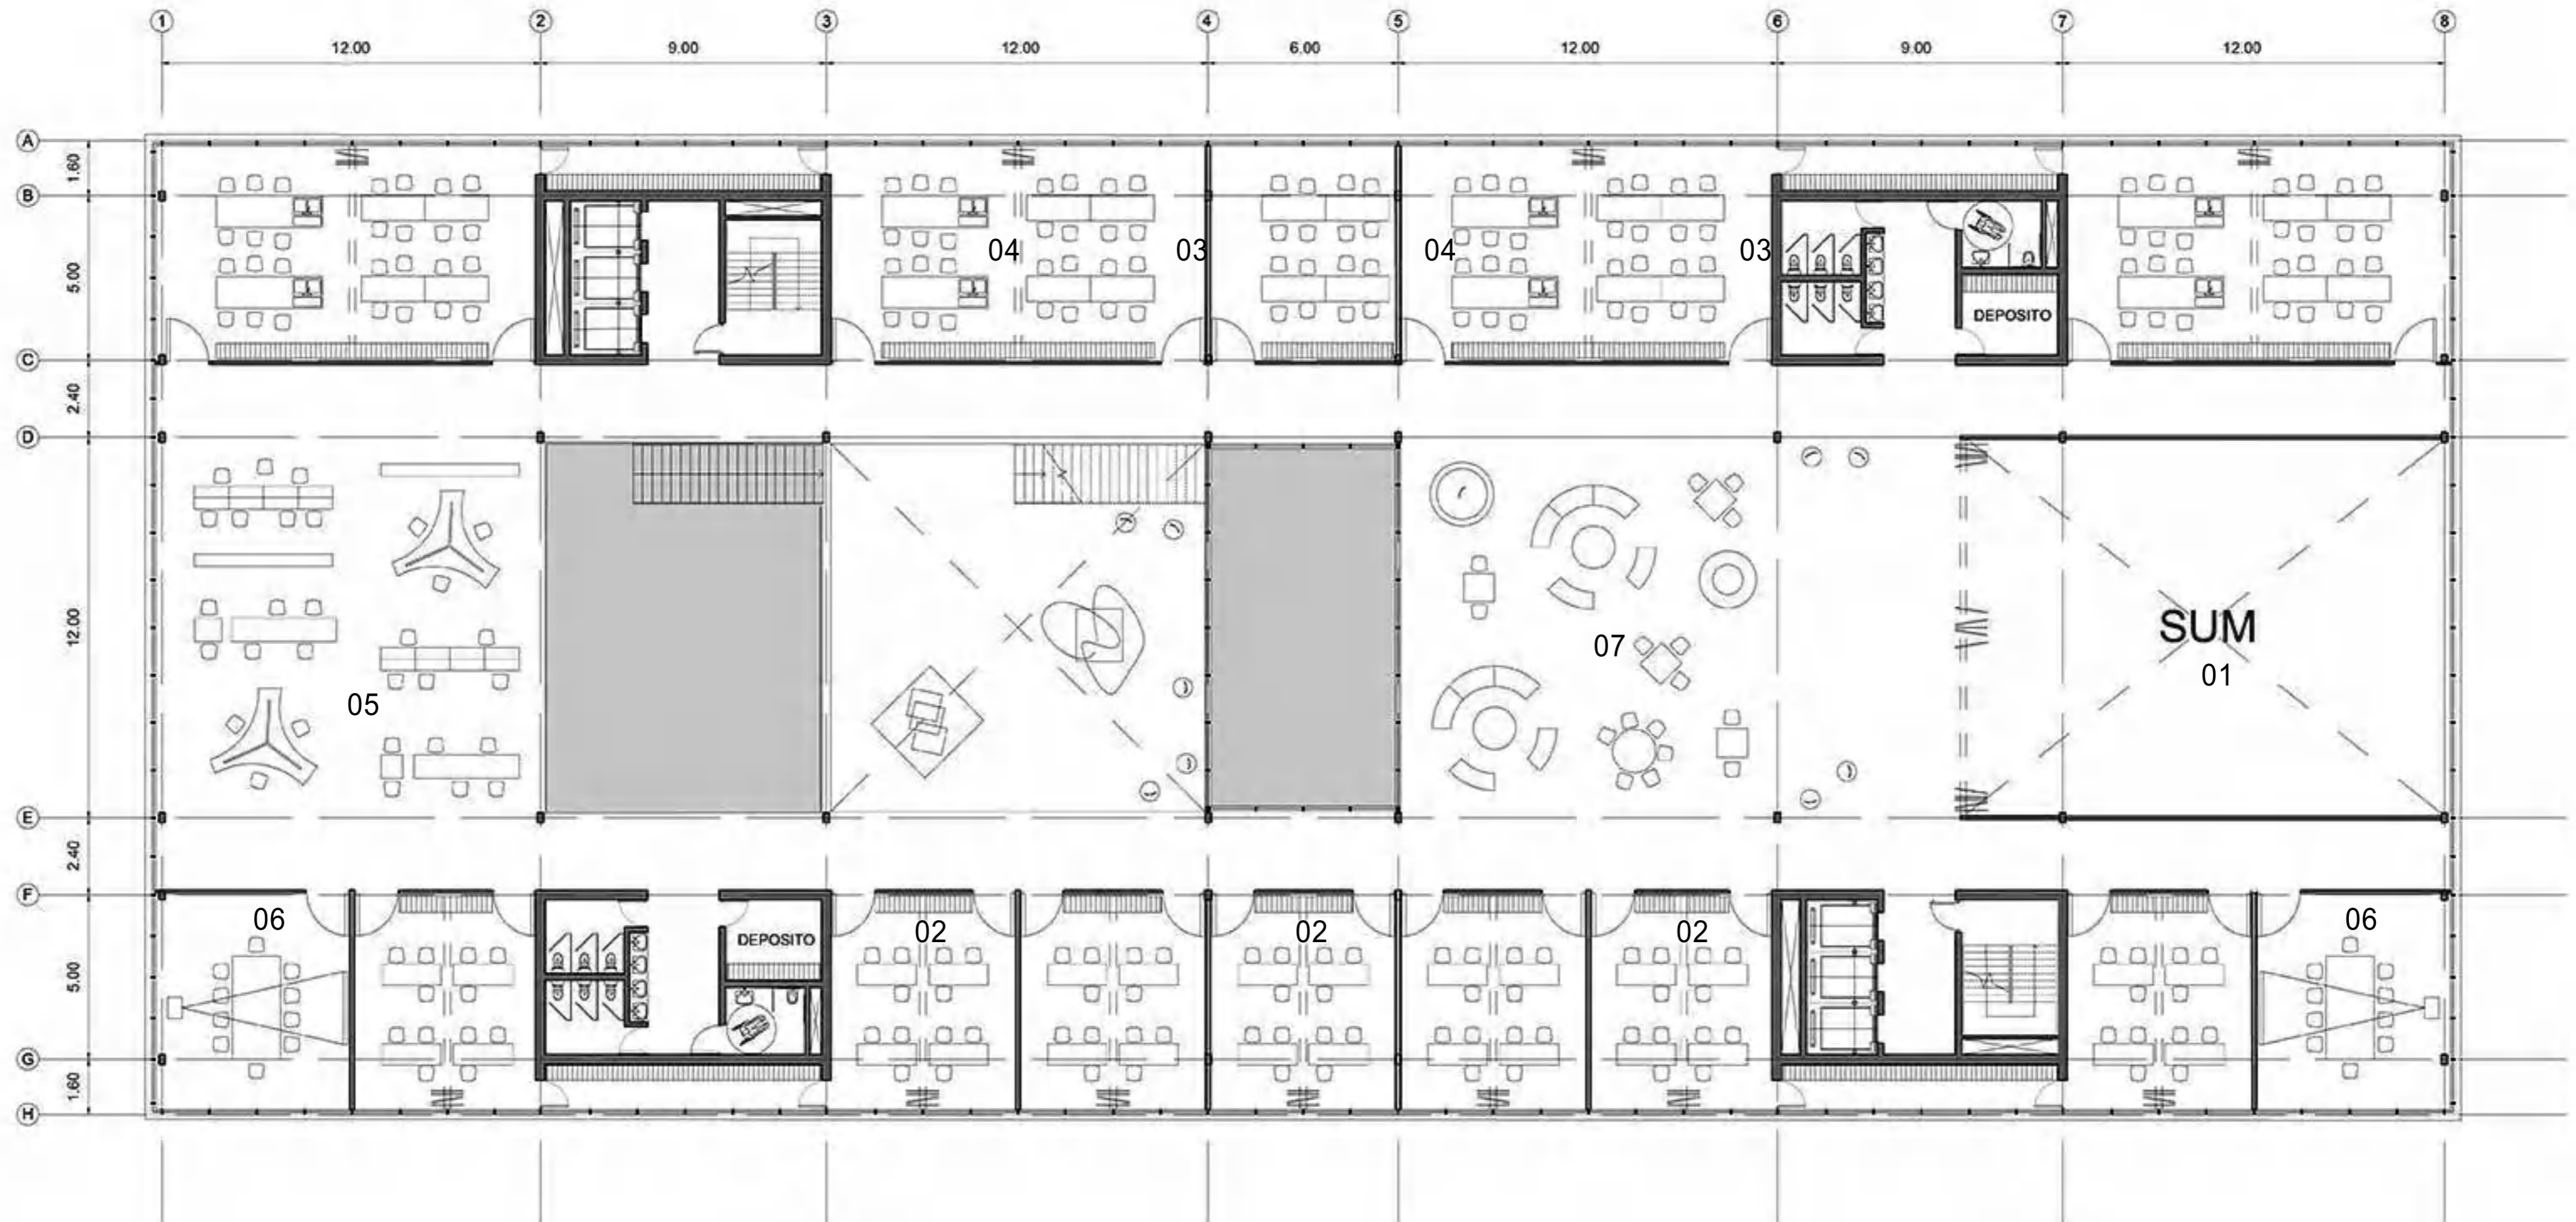 1 2 3 4 5 6 7 8
12.00 9.00 12.00 6.00 12.00 9.00 12.00
A
1.60
B
5.00
04 03 04 03
DEPOSITO
C
2.40
D
12.00
SUM
07
01
05
E
2.40
F
06 02 02 02 06
DEPOSITO
5.00
G
1.60
H